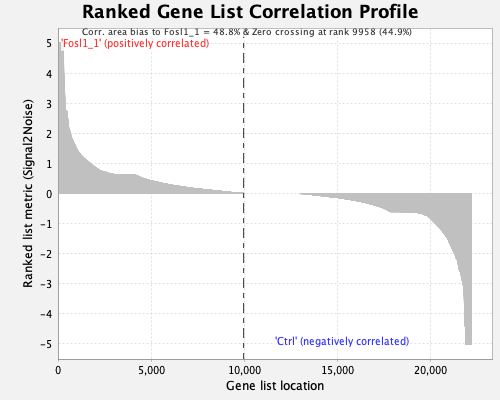 Ranked Gene List Correlation Profile
Corr. area bias to Fosl1_1 = 48.8% & Zero crossing at rank 9958 (44.9%)
'Fosl1_1' (positively correlated)
5
4
3
2
1
0
-1
-2
-3
-4
-5
Ranked list metric (Signal2Noise)
'Ctrl' (negatively correlated)
0 5,000 10,000 15,000 20,000
Gene list location